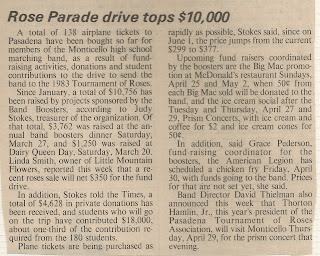 Rose Parade drive tops $10,000
A total of 138 airplane tickets to
Pasadena have been bought so far for
members of the Monticello high school
marching band, as a result of fund-
raising activities, donations and student
contributions to the drive to send the
band to the 1983 Tournament of Roses.
Since January, a total of $10,756 has
been raised by projects sponsored by the
Band Boosters, according to Judy
Stokes, treasurer of the organization. Of
that total, $3,762 was raised at the an-
nual band boosters dinner Saturday,
March 27, and $1,250 was raised at
Dairy Queen Day, Saturday, March 20.
Linda Smith, owner of Little Mountain
Flowers, reported this week that a re-
cent roses sale will net $350 for the fund
drive.
In addition, Stokes told the Times, a
total of $4,628 in private donations has
been received, and students who will go
on the trip have contributed $18,000,
about one-third of the contribution re-
quired from the 180 students.
Plane tickets are being purchased as
rapidly as possible, Stokes said, since on
June 1, the price jumps from the current
$299 to $377.
Upcoming fund raisers coordinated
by the boosters are the Big Mac promo-
tion at McDonald's restaurant Sundays,
April 25 and May 2, when 50¢ from
each Big Mac sold will be donated to the
band, and the ice cream social after the
Tuesday and Thursday, April 27 and
29, Prism Concerts, with ice cream and
coffee for $2 and ice cream cones for
50¢.
In addition, said Grace Pederson,
fund-raising coordinator for the
boosters, the American Legion has
scheduled a chicken fry Friday, April
30, with funds going to the band. Prices
for that are not set yet, she said.
Band Director David Thielman also
announced this week that Thorton
Hamlin, Jr., this year's president of the
Pasadena Tournament of Roses
Association, will visit Monticello Thurs-
day, April 29, for the prism concert that
evening.